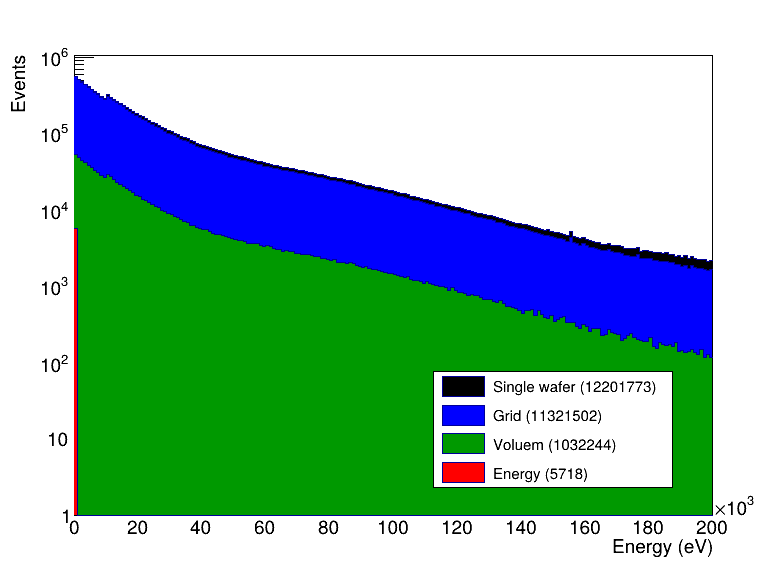 Events
10^6
10^5
10^4
10^3
10^2
10
1
Single wafer (12201773)
Grid (11321502)
Voluem (1032244)
Energy (5718)
0 20 40 60 80 100 120 140 160 180 200
×10^3
Energy (eV)